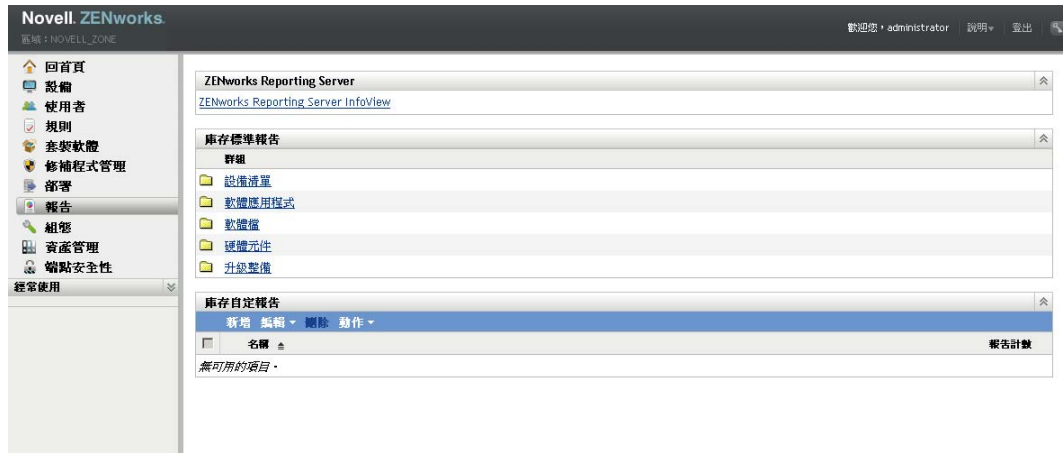 Novell ZENworks
區域：NOVELL_ZONE
歡迎您，administrator 說明 登出
回首頁
設備
使用者
規則
套裝軟體
修補程式管理
部署
報告
組態
資產管理
端點安全性
經常使用
ZENworks Reporting Server
ZENworks Reporting Server InfoView
庫存標準報告
群組
設備清單
軟體應用程式
軟體檔
硬體元件
升級整備
庫存自定報告
新增 編輯 刪除 動作
名稱 報告計數
無可用的項目。